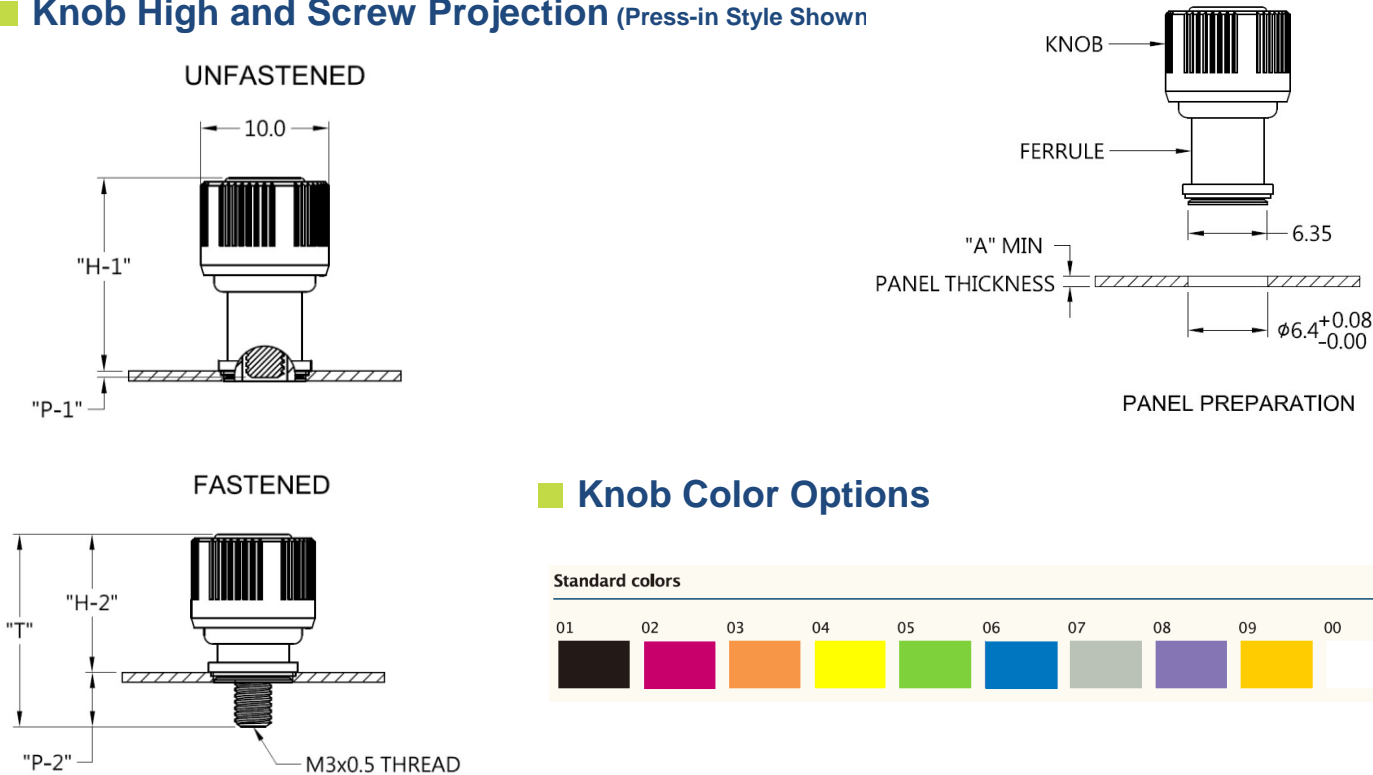 Knob High and Screw Projection (Press-in Style Shown
UNFASTENED
10.0
"H-1"
"P-1"
KNOB
FERRULE
6.35
"A" MIN
PANEL THICKNESS
ϕ6.4 +0.08 -0.00
PANEL PREPARATION
FASTENED
"H-2"
"T"
"P-2"
M3x0.5 THREAD
Knob Color Options
Standard colors
01 02 03 04 05 06 07 08 09 00